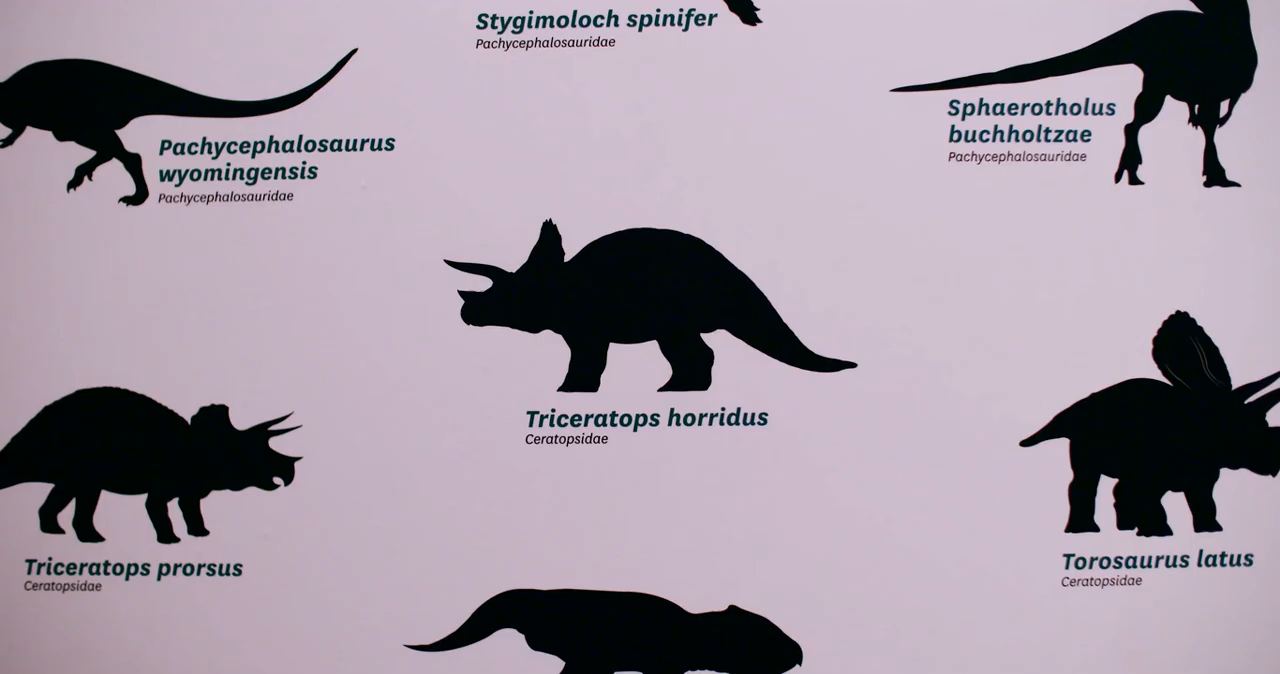 Stygimoloch spinifer
Pachycephalosauridae
Sphaerotholus
buchholtzae
Pachycephalosauridae
Pachycephalosaurus
wyomingensis
Pachycephalosauridae
Triceratops horridus
Ceratopsidae
Triceratops prorsus
Ceratopsidae
Torosaurus latus
Ceratopsidae